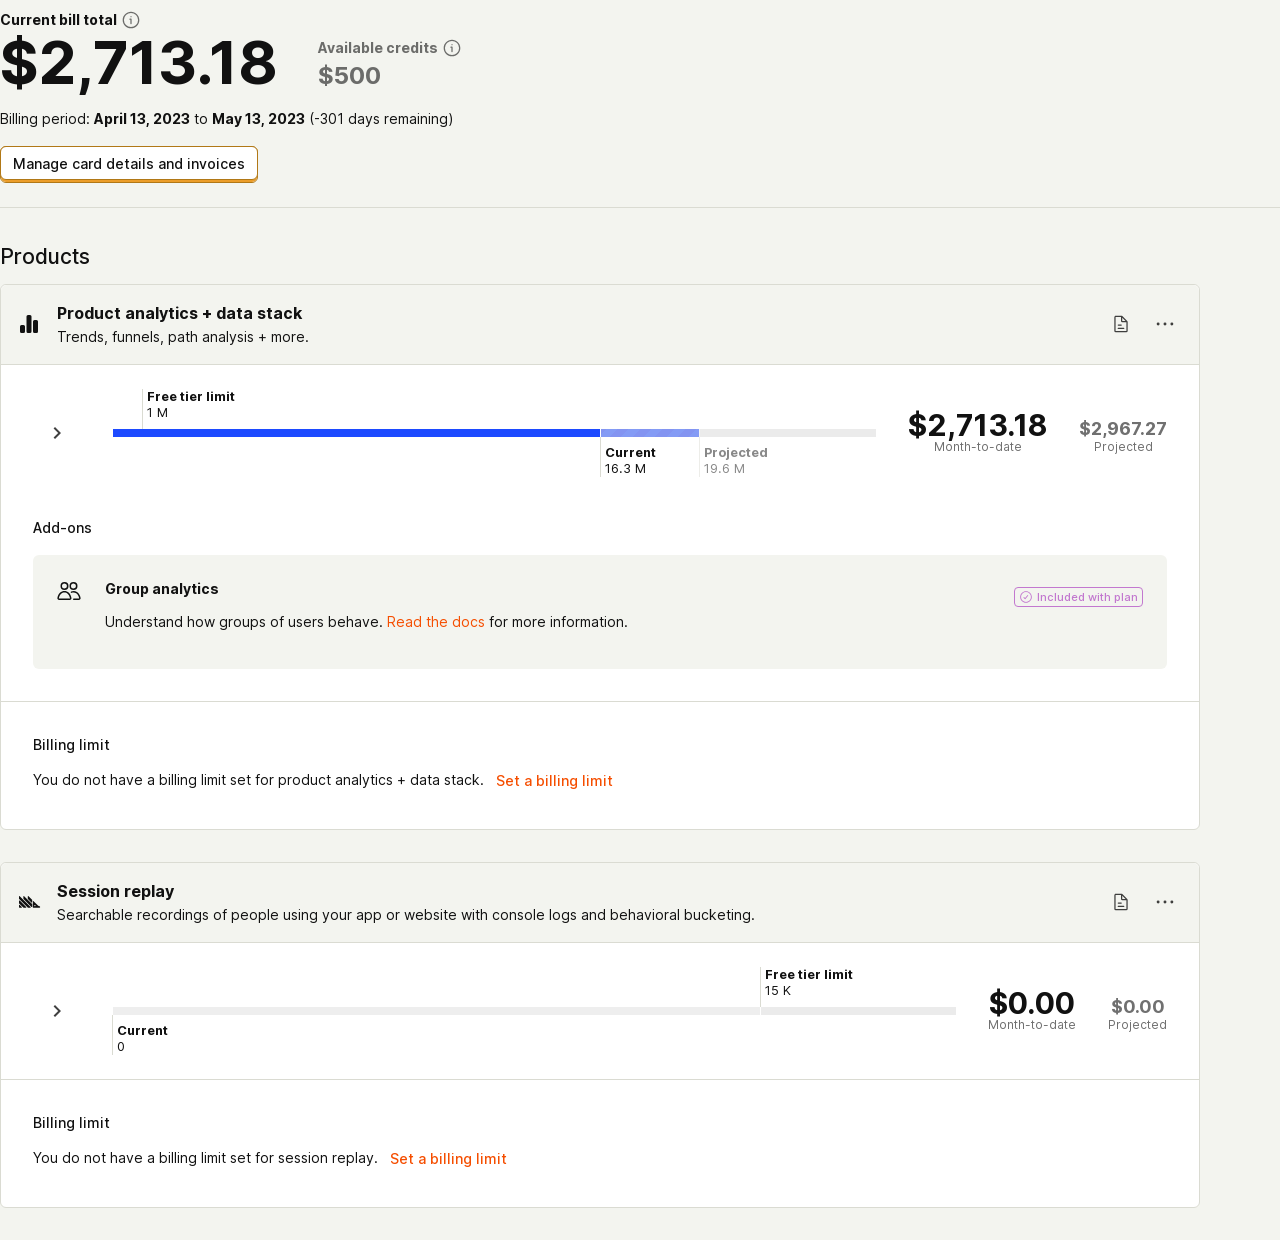 Current bill total
$2,713.18
Available credits
$500
Billing period: April 13, 2023 to May 13, 2023 (-301 days remaining)
Manage card details and invoices
Products
Product analytics + data stack
Trends, funnels, path analysis + more.
Free tier limit
1 M
Current
16.3 M
Projected
19.6 M
$2,713.18
Month-to-date
$2,967.27
Projected
Add-ons
Group analytics
Included with plan
Understand how groups of users behave. Read the docs for more information.
Billing limit
You do not have a billing limit set for product analytics + data stack. Set a billing limit
Session replay
Searchable recordings of people using your app or website with console logs and behavioral bucketing.
Free tier limit
15 K
Current
0
$0.00
Month-to-date
$0.00
Projected
Billing limit
You do not have a billing limit set for session replay. Set a billing limit